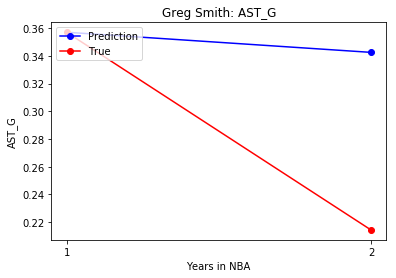 Greg Smith: AST_G
Prediction
True
0.36
0.34
0.32
0.30
0.28
0.26
0.24
0.22
AST_G
1
2
Years in NBA